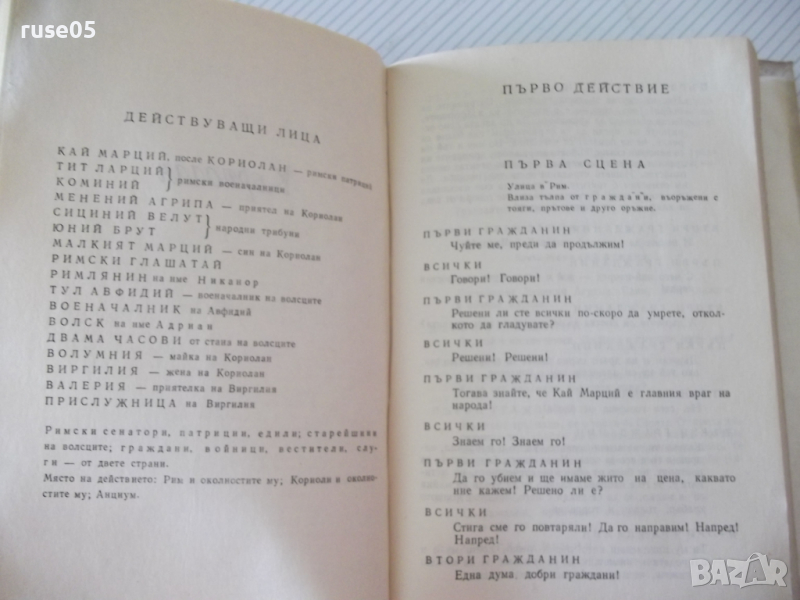 ruse05
ДЕЙСТВУВАЩИ ЛИЦА
КАЙ МАРЦИЙ, после КОРИОЛАН — римски патриций
ТИТ ЛАРЦИЙ
КОМИНИЙ } римски военачалници
МЕНЕНИЙ АГРИПА — приятел на Кориолан
СИЦИНИЙ ВЕЛУТ
ЮНИЙ БРУТ } народни трибуни
МАЛКИЯТ МАРЦИЙ — син на Кориолан
РИМСКИ ГЛАШАТАЙ
РИМЛЯНИН на име Никанор
ТУЛ АВФИДИЙ — военачалник на волсците
ВОЕНАЧАЛНИК на Авфидий
ВОЛСК на име Адриан
ДВАМА ЧАСОВИ от стана на волсците
ВОЛУМНИЯ — майка на Кориолан
ВИРГИЛИЯ — жена на Кориолан
ВАЛЕРИЯ — приятелка на Виргилия
ПРИСЛУЖНИЦА на Виргилия
Римски сенатори, патриции, едили; старейшини
на волсците; граждани, войници, вестители, слу-
ги — от двете страни.
Място на действието: Рим и околностите му; Кориоли и околно-
стите му; Анциум.
ПЪРВО ДЕЙСТВИЕ
ПЪРВА СЦЕНА
Улица в Рим.
Влиза тълпа от граждани, въоръжени с
тояги, прътове и друго оръжие.
ПЪРВИ ГРАЖДАНИН
Чуйте ме, преди да продължим!
ВСИЧКИ
Говори! Говори!
ПЪРВИ ГРАЖДАНИН
Решени ли сте всички по-скоро да умрете, откол-
кото да гладувате?
ВСИЧКИ
Решени! Решени!
ПЪРВИ ГРАЖДАНИН
Тогава знайте, че Кай Марций е главния враг на
народа!
ВСИЧКИ
Знаем го! Знаем го!
ПЪРВИ ГРАЖДАНИН
Да го убием и ще имаме жито на цена, каквато
ние кажем! Решено ли е?
ВСИЧКИ
Стига сме го повтаряли! Да го направим! Напред!
Напред!
ВТОРИ ГРАЖДАНИН
Една дума, добри граждани!
BAZAR
bg